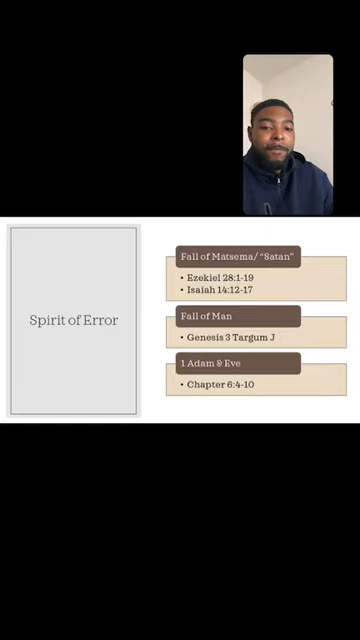 Spirit of Error
Fall of Matsema/ “Satan”
• Ezekiel 28:1-19
• Isaiah 14:12-17
Fall of Man
• Genesis 3 Targum J
1 Adam & Eve
• Chapter 6:4-10